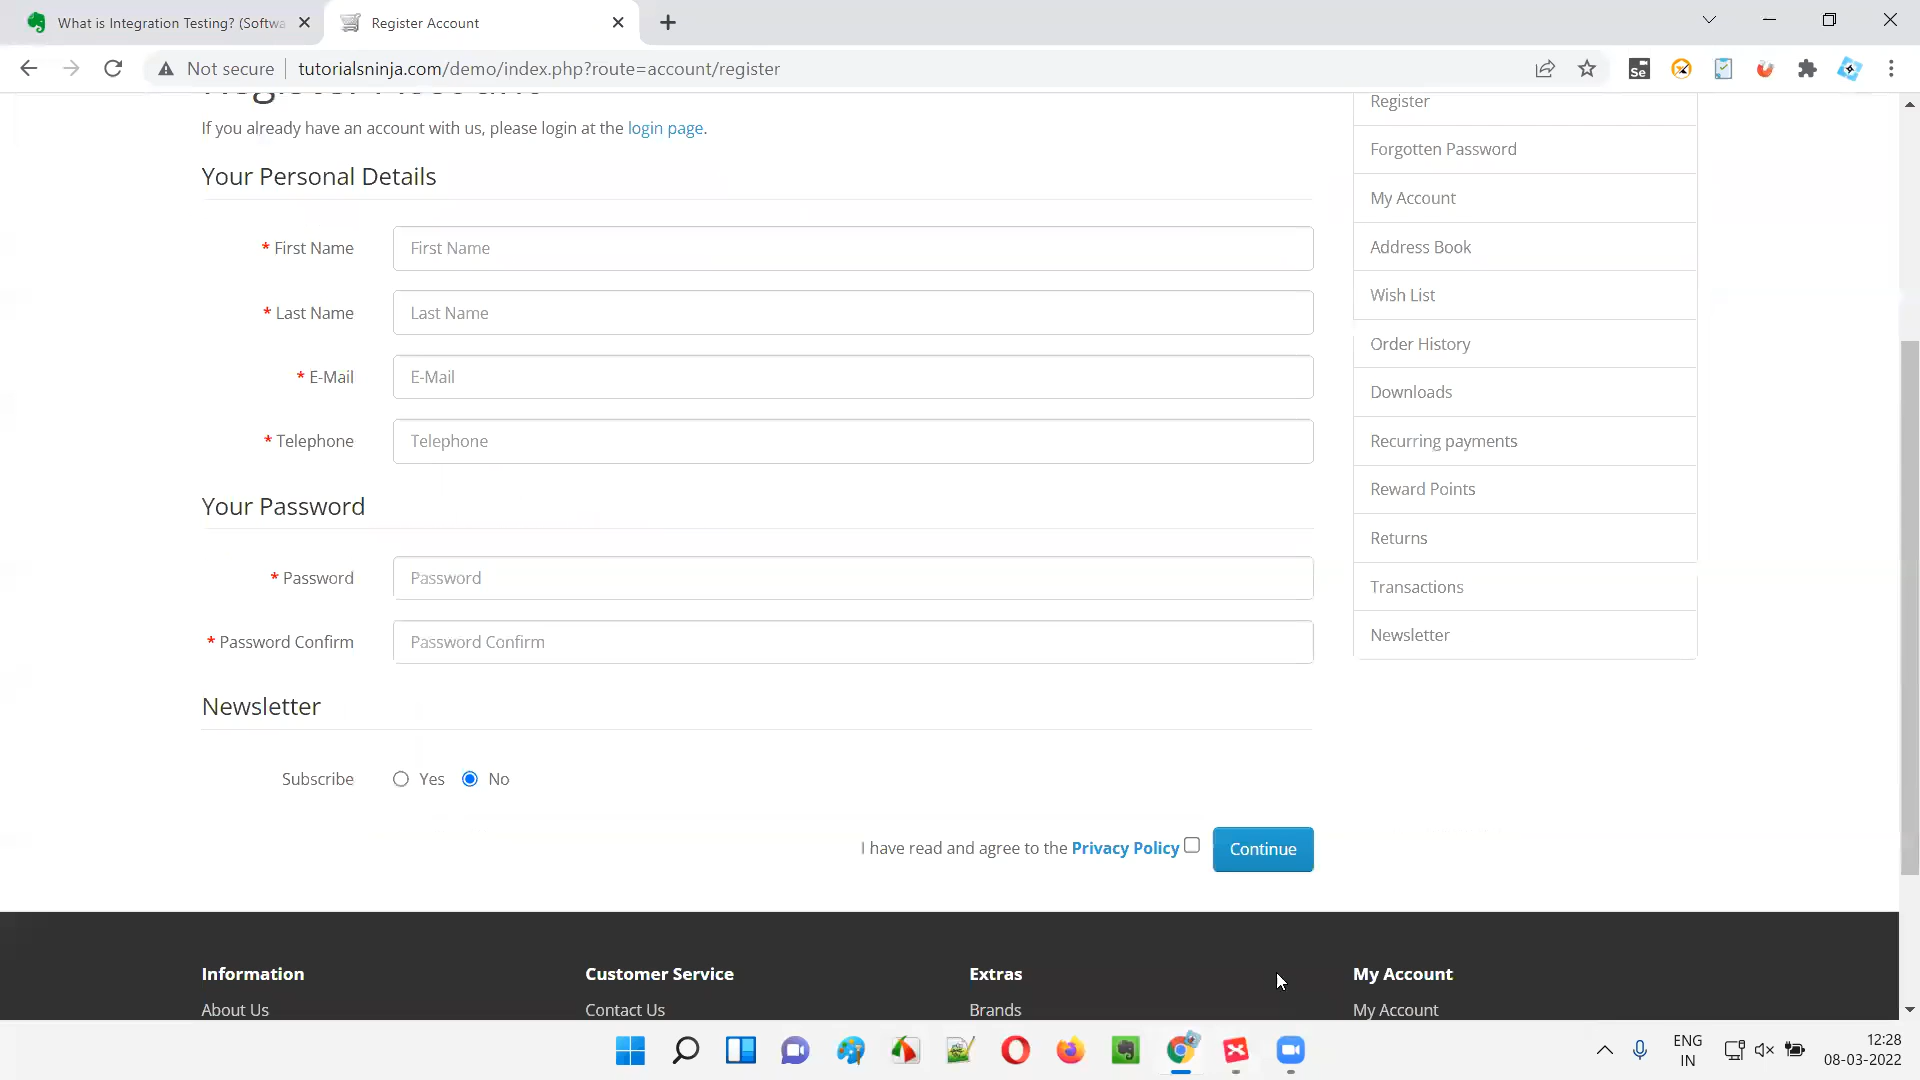 What is Integration Testing? (Softwa
Register Account
Not secure
tutorialsninja.com/demo/index.php?route=account/register
Register Account
If you already have an account with us, please login at the login page.
Your Personal Details
* First Name
First Name
* Last Name
Last Name
* E-Mail
E-Mail
* Telephone
Telephone
Your Password
* Password
Password
* Password Confirm
Password Confirm
Newsletter
Subscribe
Yes
No
I have read and agree to the Privacy Policy
Continue
Register
Forgotten Password
My Account
Address Book
Wish List
Order History
Downloads
Recurring payments
Reward Points
Returns
Transactions
Newsletter
Information
About Us
Customer Service
Contact Us
Extras
Brands
My Account
My Account
Se
ENG
IN
12:28
08-03-2022